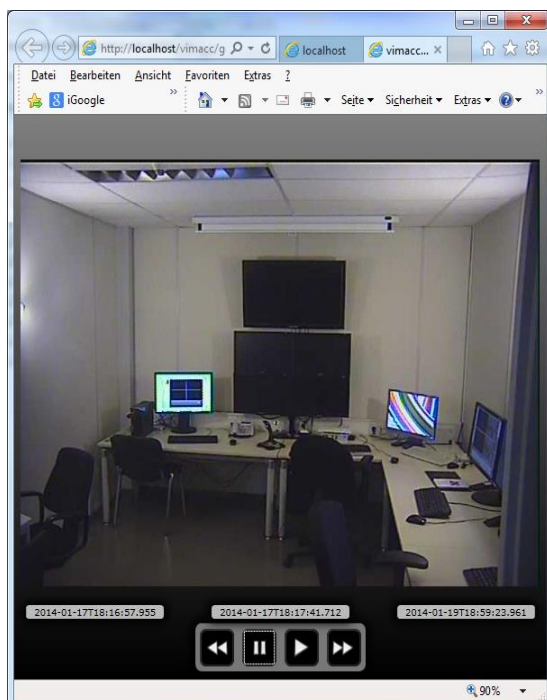 http://localhost/vimacc/g
localhost
vimacc...
Datei Bearbeiten Ansicht Favoriten Extras ?
iGoogle
Seite Sicherheit Extras
2014-01-17T18:16:57.955
2014-01-17T18:17:41.712
2014-01-19T18:59:23.961
90%